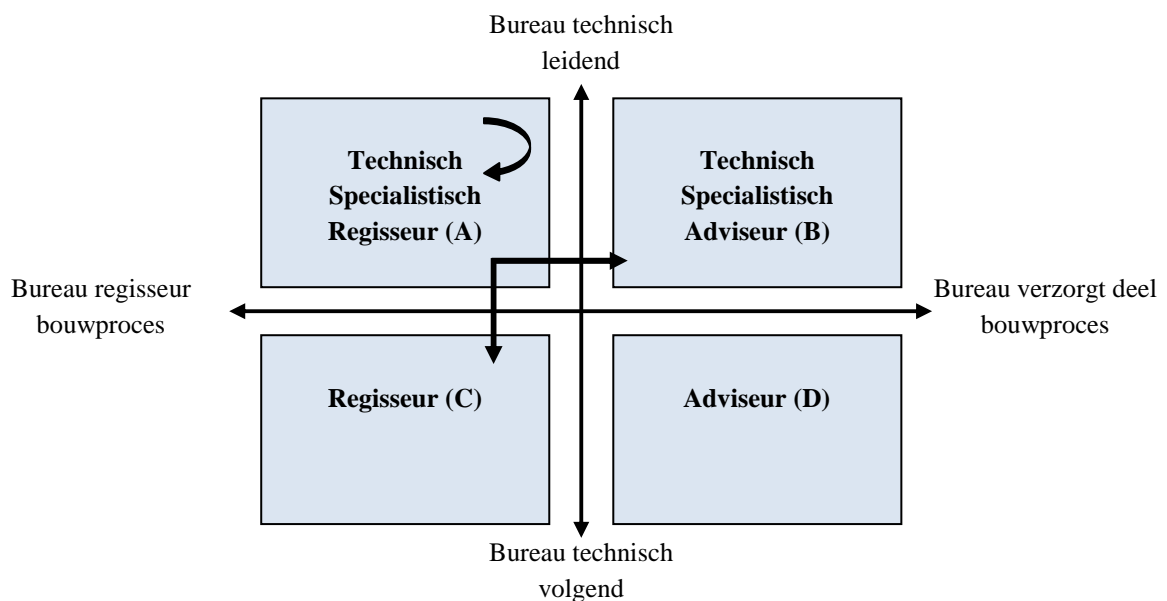 Bureau technisch
leidend
Technisch
Specialistisch
Regisseur (A)
Technisch
Specialistisch
Adviseur (B)
Bureau regisseur
bouwproces
Bureau verzorgt deel
bouwproces
Regisseur (C)
Adviseur (D)
Bureau technisch
volgend